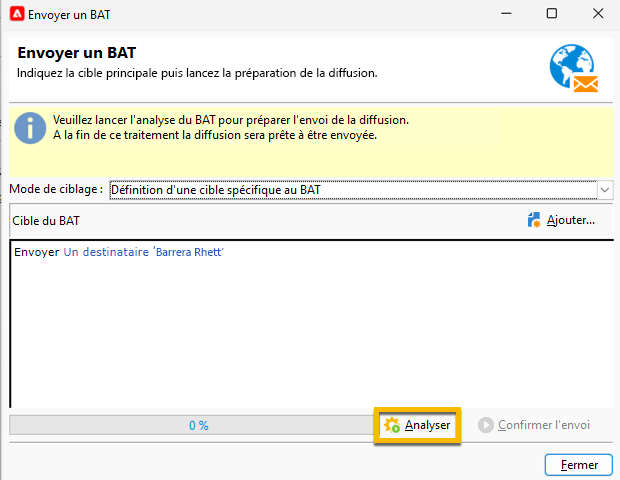 Envoyer un BAT
Envoyer un BAT
Indiquez la cible principale puis lancez la préparation de la diffusion.
Veuillez lancer l'analyse du BAT pour préparer l'envoi de la diffusion.
A la fin de ce traitement la diffusion sera prête à être envoyée.
Mode de ciblage : Définition d'une cible spécifique au BAT
Cible du BAT Ajouter...
Envoyer Un destinataire 'Barrera Rhett'
0 % Analyser Confirmer l'envoi
Fermer